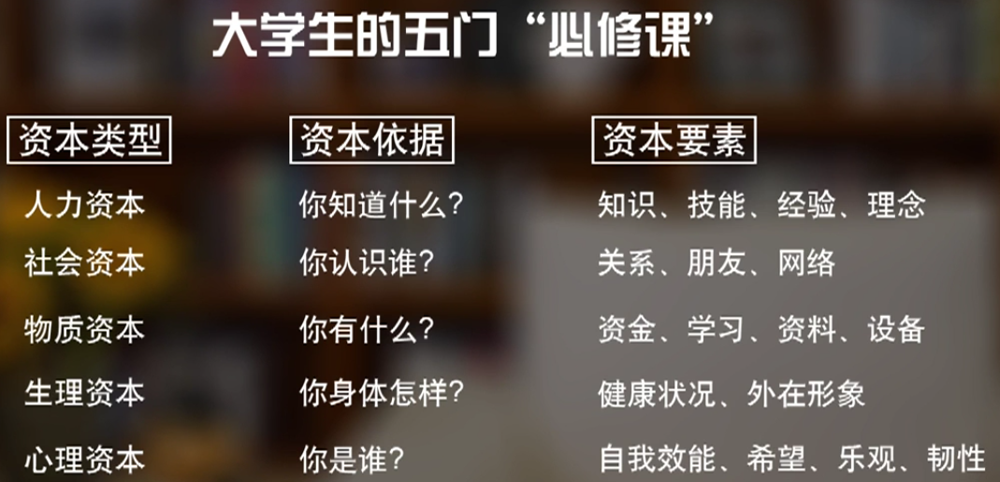 大学生的五门“必修课”
资本类型 资本依据 资本要素
人力资本 你知道什么? 知识、技能、经验、理念
社会资本 你认识谁? 关系、朋友、网络
物质资本 你有什么? 资金、学习、资料、设备
生理资本 你身体怎样? 健康状况、外在形象
心理资本 你是谁? 自我效能、希望、乐观、韧性